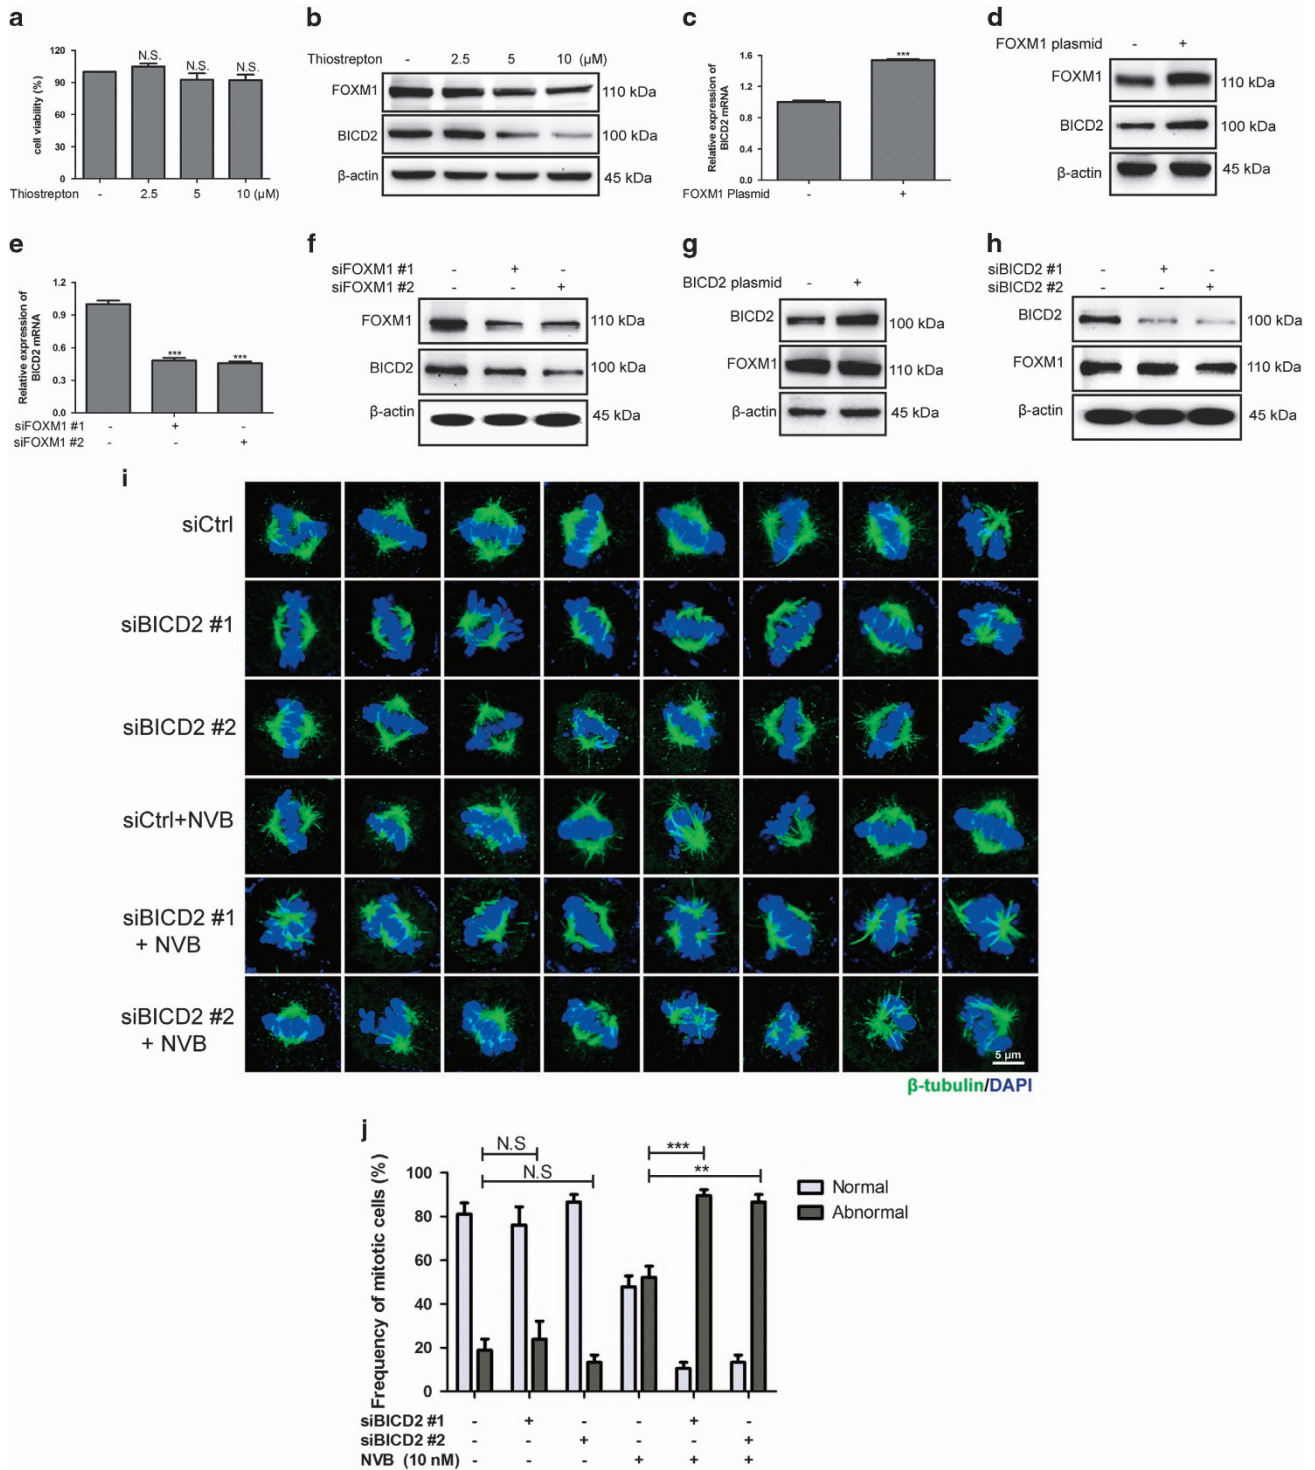 a
cell viability (%)
120
90
60
30
0
N.S.
N.S.
N.S.
Thiostrepton - 2.5 5 10 (μM)
b
Thiostrepton - 2.5 5 10 (μM)
FOXM1 110 kDa
BICD2 100 kDa
β-actin 45 kDa
c
Relative expression of
BICD2 mRNA
1.6
1.2
0.8
0.4
0.0
***
FOXM1 Plasmid - +
d
FOXM1 plasmid - +
FOXM1 110 kDa
BICD2 100 kDa
β-actin 45 kDa
e
Relative expression of
BICD2 mRNA
1.2
0.9
0.6
0.3
0.0
***
***
siFOXM1 #1 - + -
siFOXM1 #2 - - +
f
siFOXM1 #1 - + -
siFOXM1 #2 - - +
FOXM1 110 kDa
BICD2 100 kDa
β-actin 45 kDa
g
BICD2 plasmid - +
BICD2 100 kDa
FOXM1 110 kDa
β-actin 45 kDa
h
siBICD2 #1 - + -
siBICD2 #2 - - +
BICD2 100 kDa
FOXM1 110 kDa
β-actin 45 kDa
i
siCtrl
siBICD2 #1
siBICD2 #2
siCtrl+NVB
siBICD2 #1
+ NVB
siBICD2 #2
+ NVB
5 μm
β-tubulin/DAPI
j
Frequency of mitotic cells (%)
100
80
60
40
20
0
N.S
N.S
***
**
Normal
Abnormal
siBICD2 #1 - + - - + -
siBICD2 #2 - - + - - +
NVB (10 nM) - - - + + +